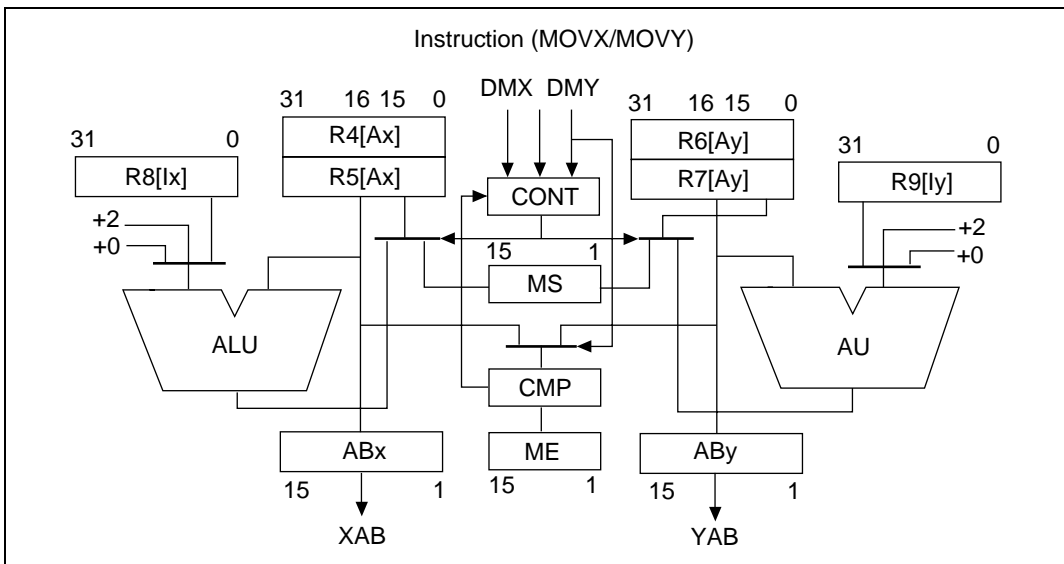 Instruction (MOVX/MOVY)
DMX DMY
31 16 15 0
31 16 15 0
31 0
R4[Ax]
R6[Ay]
31 0
R8[Ix]
R5[Ax]
CONT
R7[Ay]
R9[Iy]
+2
+0
15 1
+2
+0
MS
ALU
AU
CMP
ABx
ME
ABy
15 1
15 1
15 1
XAB
YAB